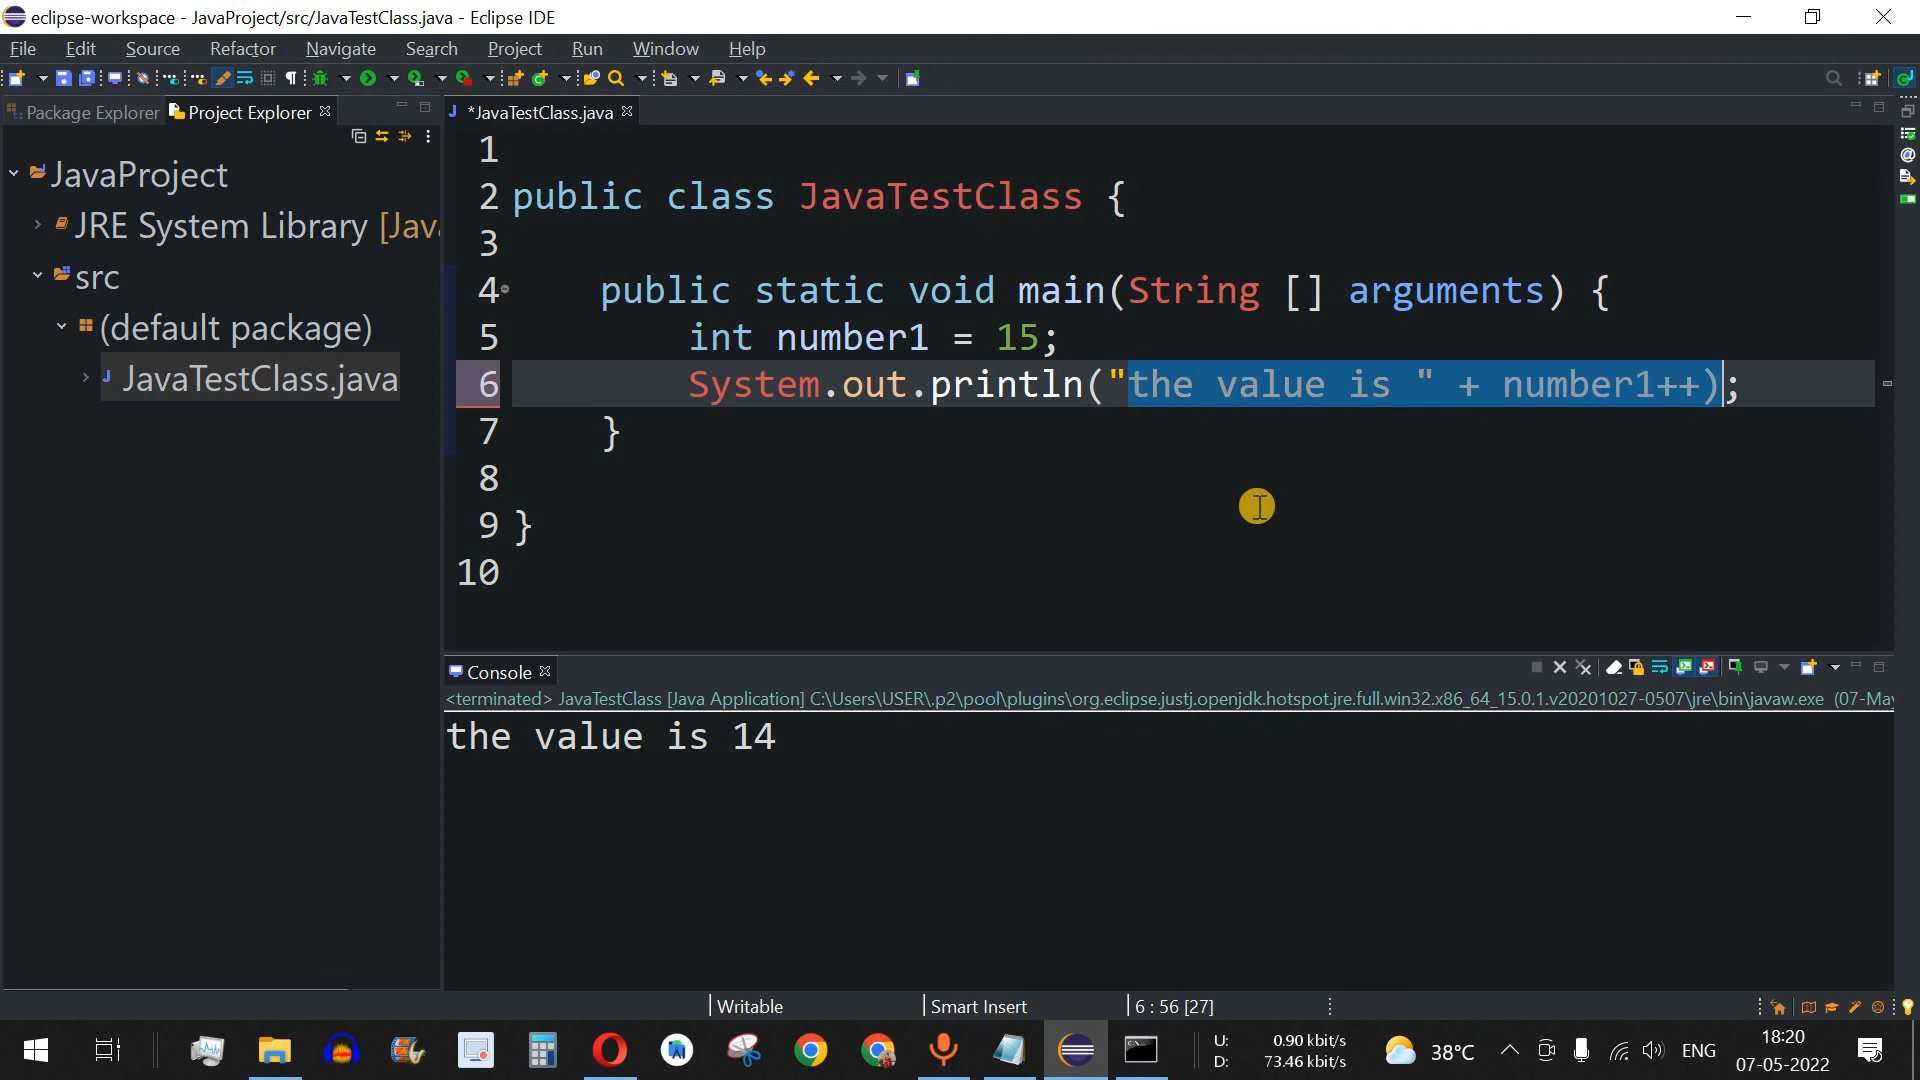 eclipse-workspace - JavaProject/src/JavaTestClass.java - Eclipse IDE
File Edit Source Refactor Navigate Search Project Run Window Help
Package Explorer Project Explorer *JavaTestClass.java
JavaProject
JRE System Library [Jav
src
(default package)
JavaTestClass.java
1
2 public class JavaTestClass {
3
4 public static void main(String [] arguments) {
5 int number1 = 15;
6 System.out.println("the value is " + number1++);
7 }
8
9 }
10
Console
<terminated> JavaTestClass [Java Application] C:\Users\USER\.p2\pool\plugins\org.eclipse.justj.openjdk.hotspot.jre.full.win32.x86_64_15.0.1.v20201027-0507\jre\bin\javaw.exe (07-May
the value is 14
Writable Smart Insert 6 : 56 [27]
U: 0.90 kbit/s
D: 73.46 kbit/s
38°C
ENG
18:20
07-05-2022